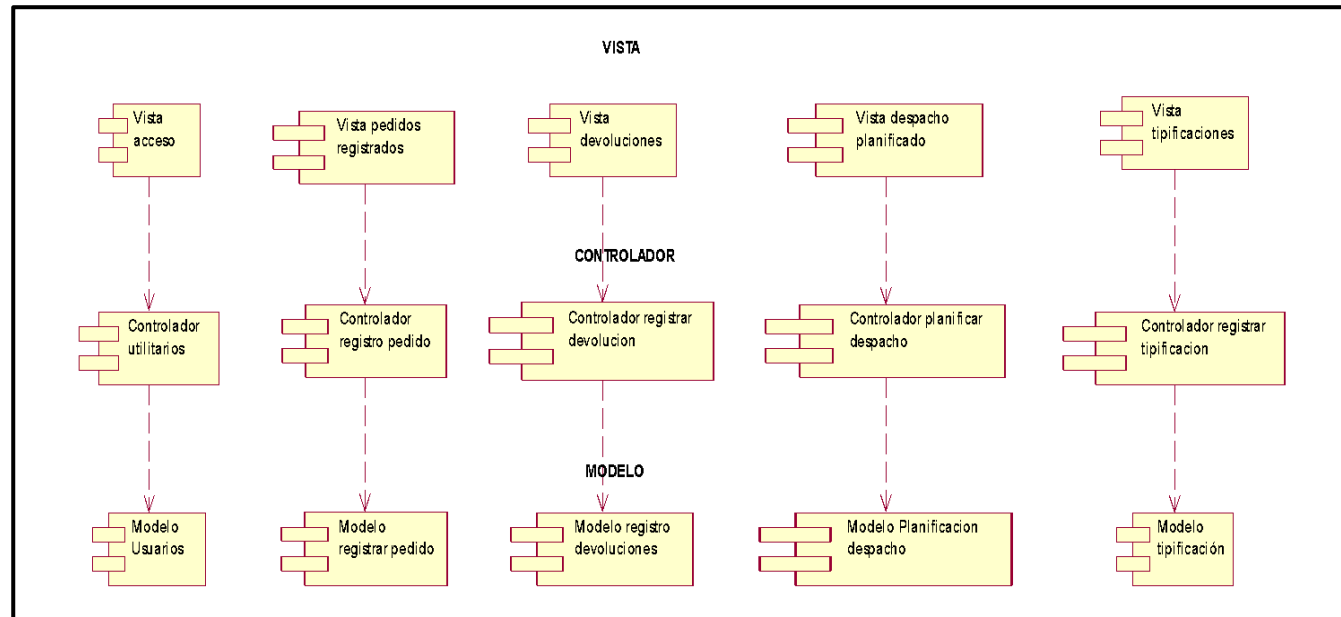 VISTA
Vista
acceso
Vista pedidos
registrados
Vista
devoluciones
Vista despacho
planificado
Vista
tipificaciones
CONTROLADOR
Controlador
utilitarios
Controlador
registro pedido
Controlador registrar
devolucion
Controlador planificar
despacho
Controlador registrar
tipificacion
MODELO
Modelo
Usuarios
Modelo
registrar pedido
Modelo registro
devoluciones
Modelo Planificacion
despacho
Modelo
tipificación